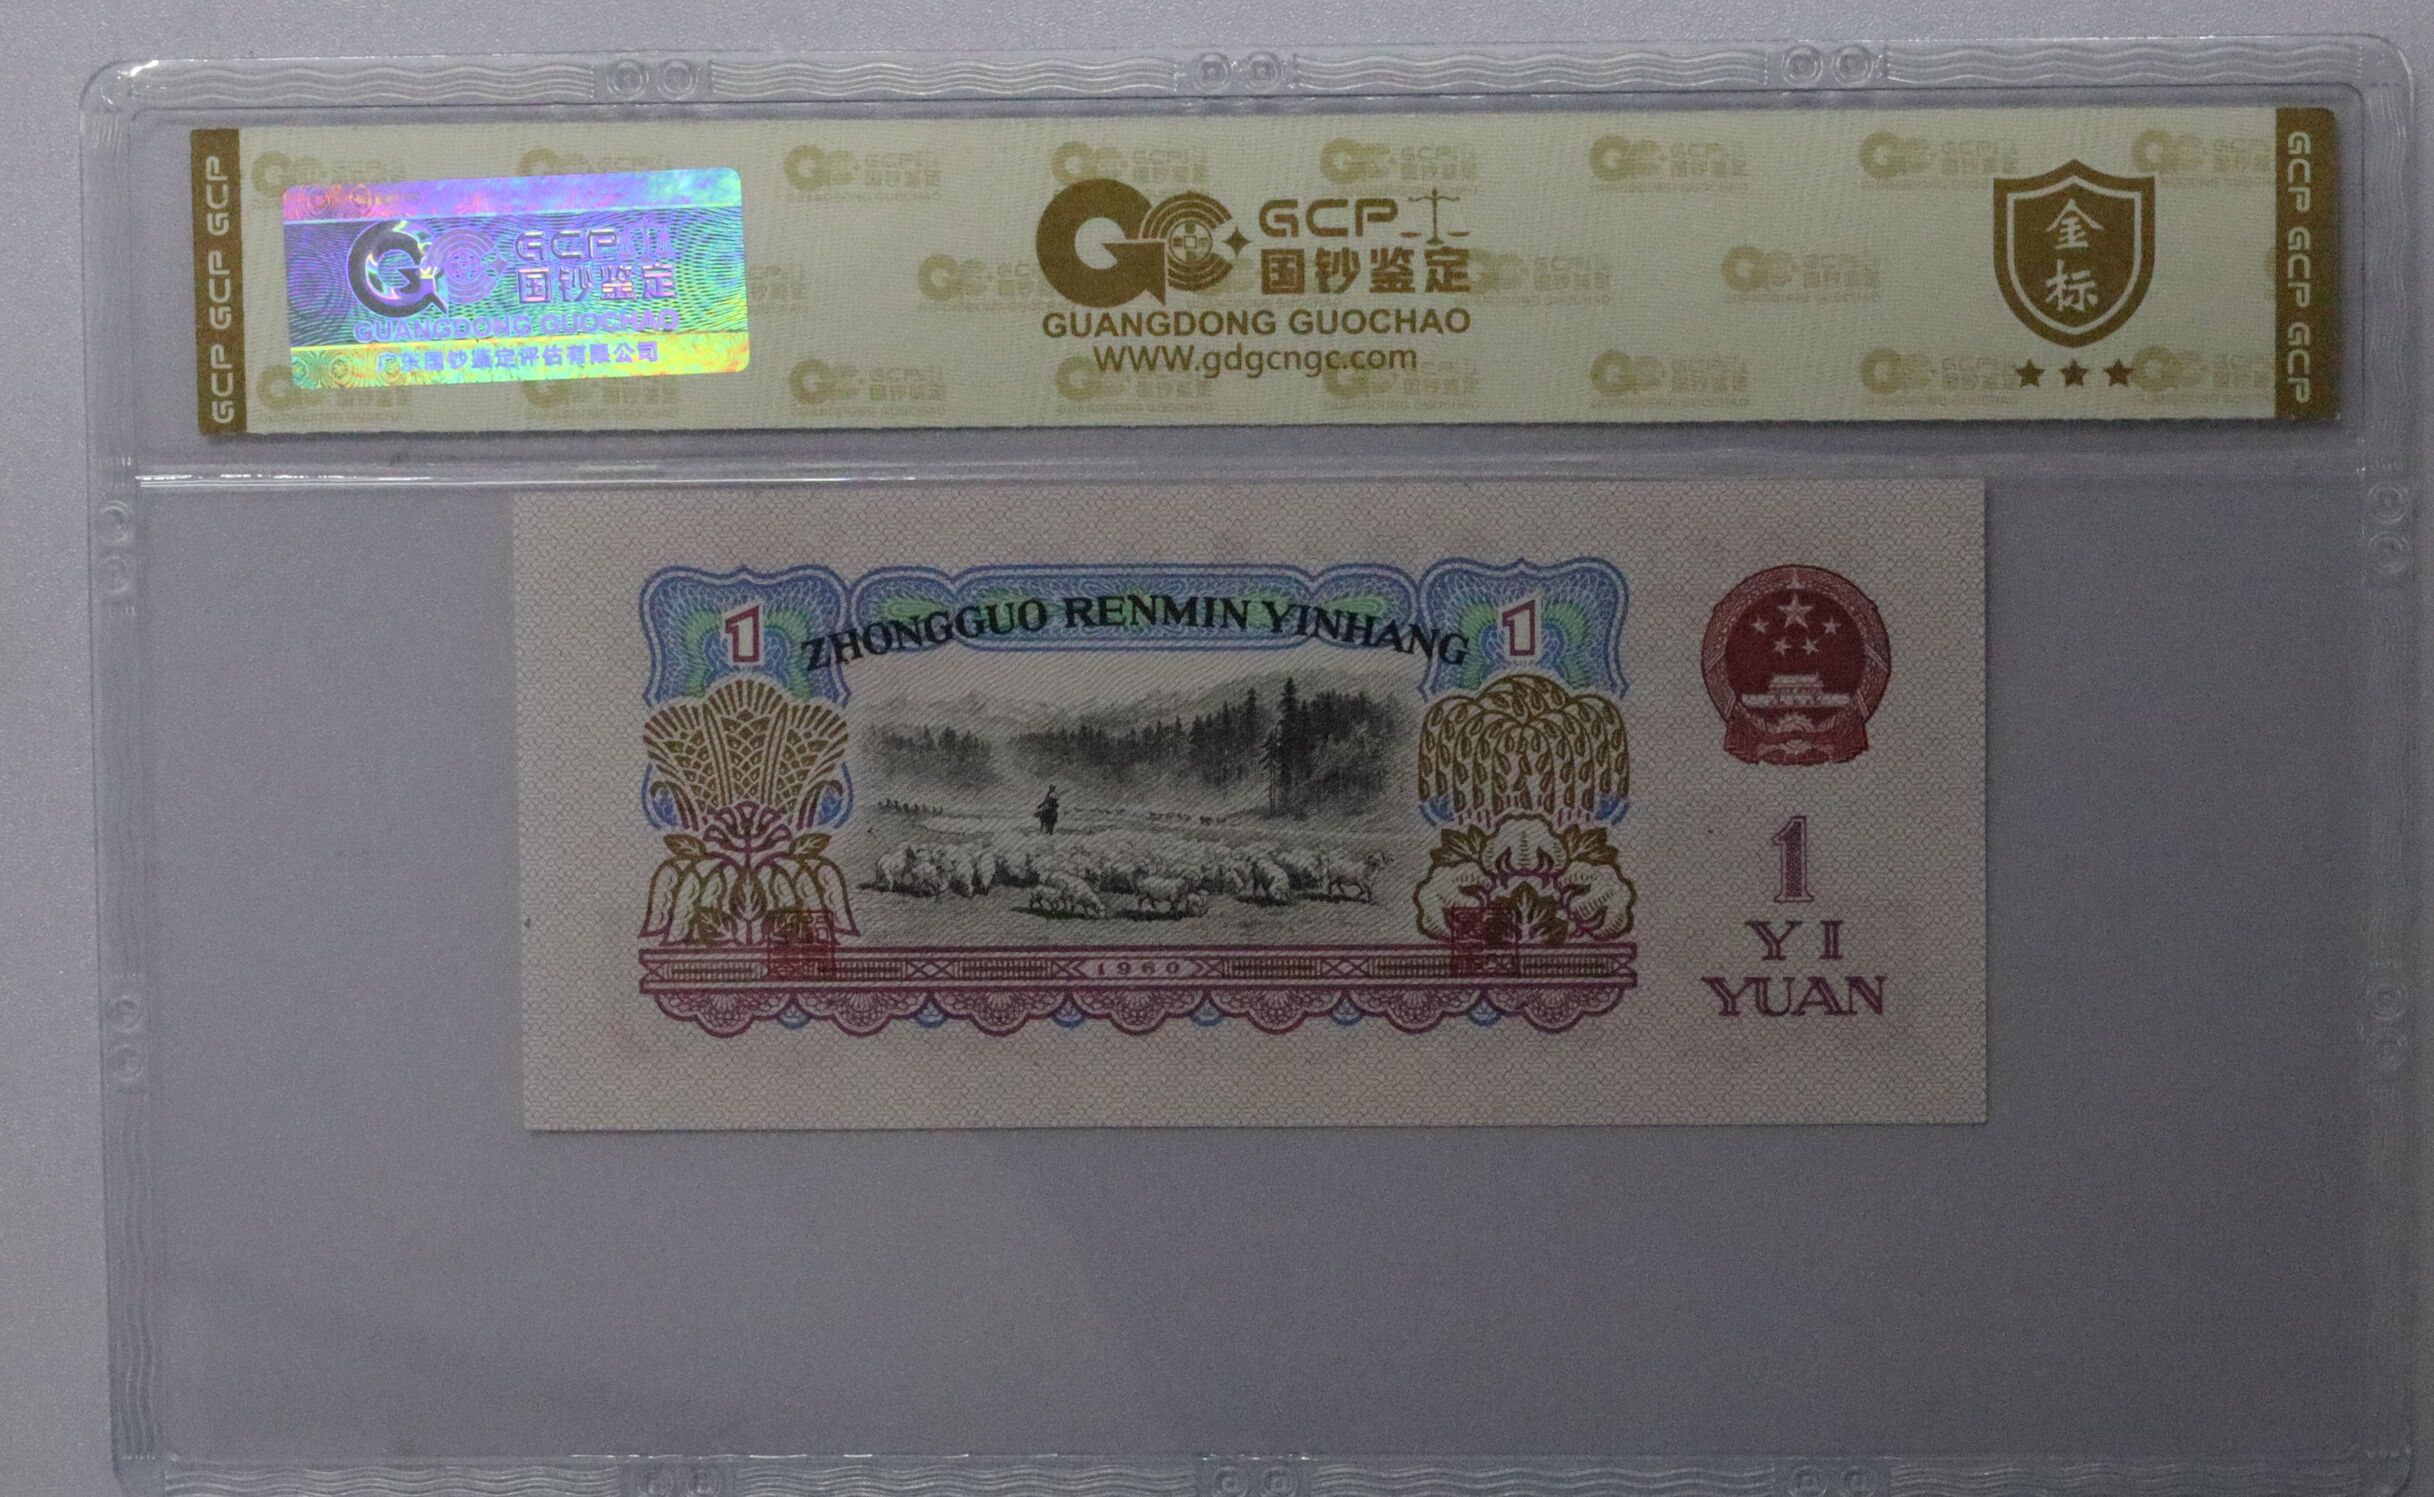 GCP GCP GCP
GCP
国钞鉴定
GUANGDONG GUOCHAO
广东国钞鉴定评估有限公司
GCP
国钞鉴定
GUANGDONG GUOCHAO
WWW.gdgcngc.com
金
标
GCP GCP GCP
1
ZHONGGUO RENMIN YINHANG
1
1960
1
YI
YUAN